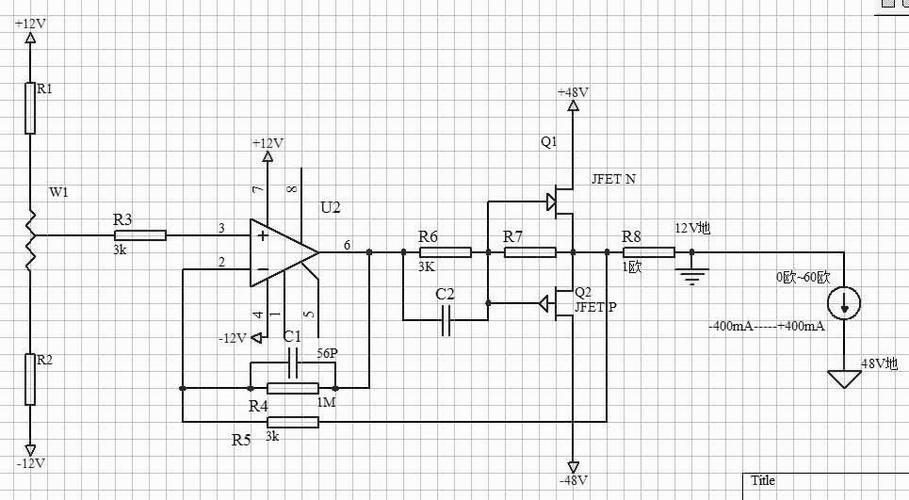 +12V
R1
W1
R3
3k
+12V
7
8
U2
3
2
6
4
1
5
-12V
C1
56P
R4
1M
R5
3k
R2
-12V
R6
3K
C2
R7
+48V
Q1
JFET N
Q2
JFET P
-48V
R8
1欧
12V地
0欧~60欧
-400mA-----+400mA
48V地
Title